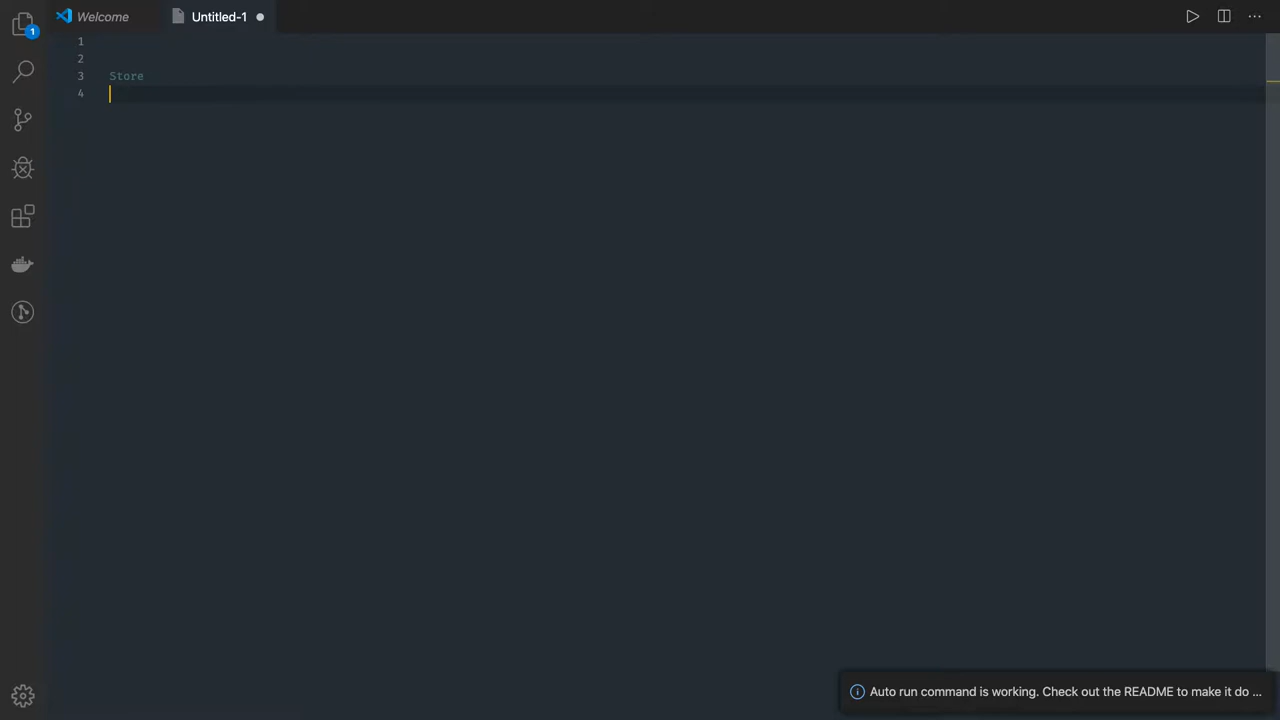 1
Welcome
Untitled-1
1
2
3 Store
4
Auto run command is working. Check out the README to make it do ...